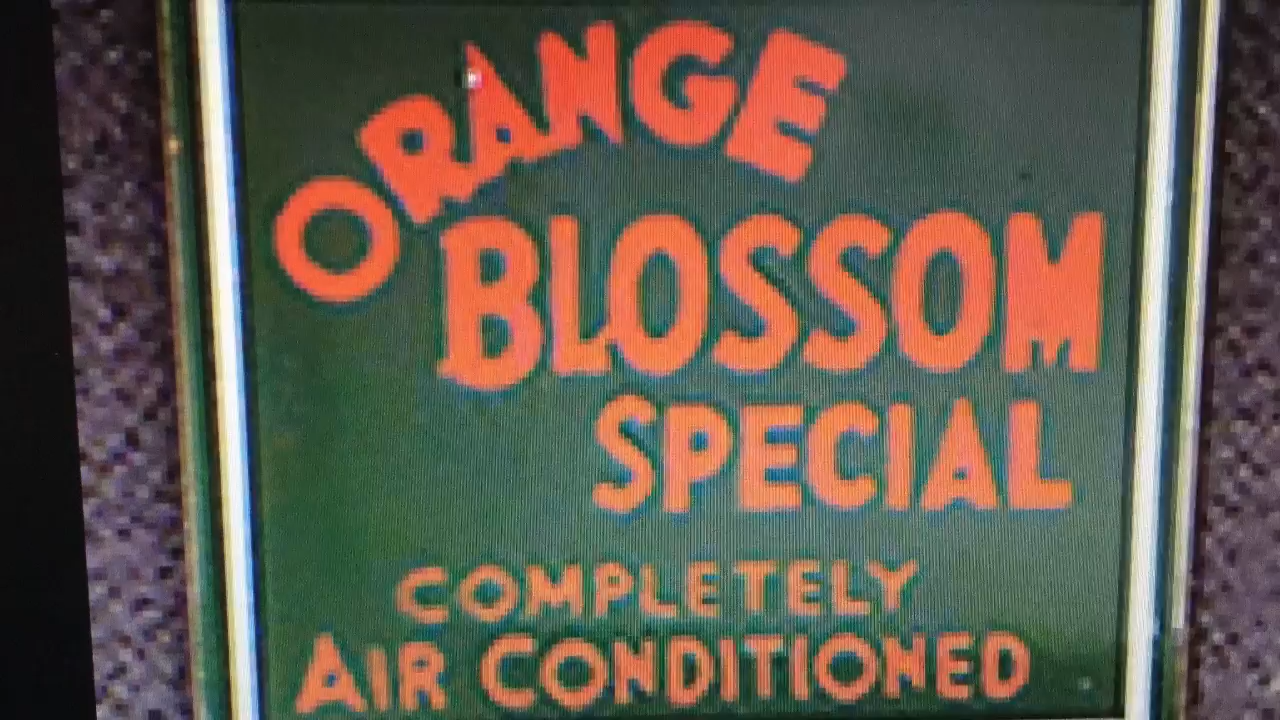 ORANGE
BLOSSOM
SPECIAL
COMPLETELY
AIR CONDITIONED